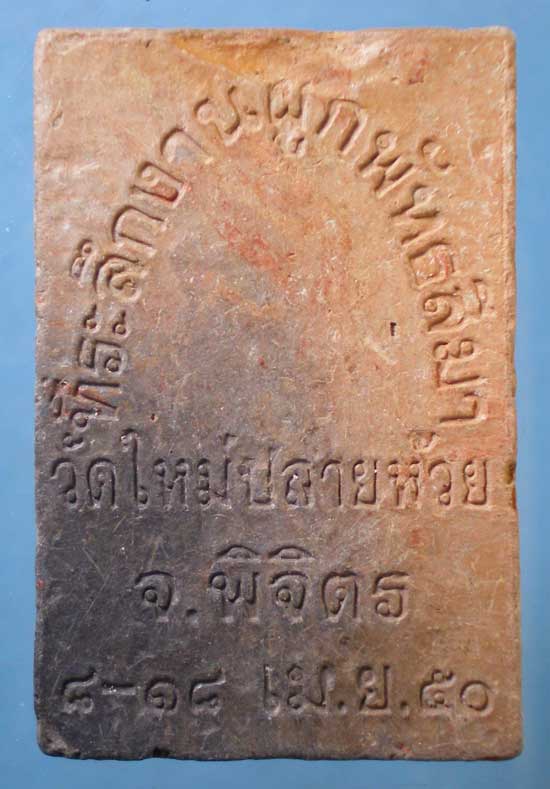 ที่ระลึกงานผูกพัทธสีมา
วัดใหม่ปลายห้วย
จ.พิจิตร
๘-๑๘ เม.ย.๕๐